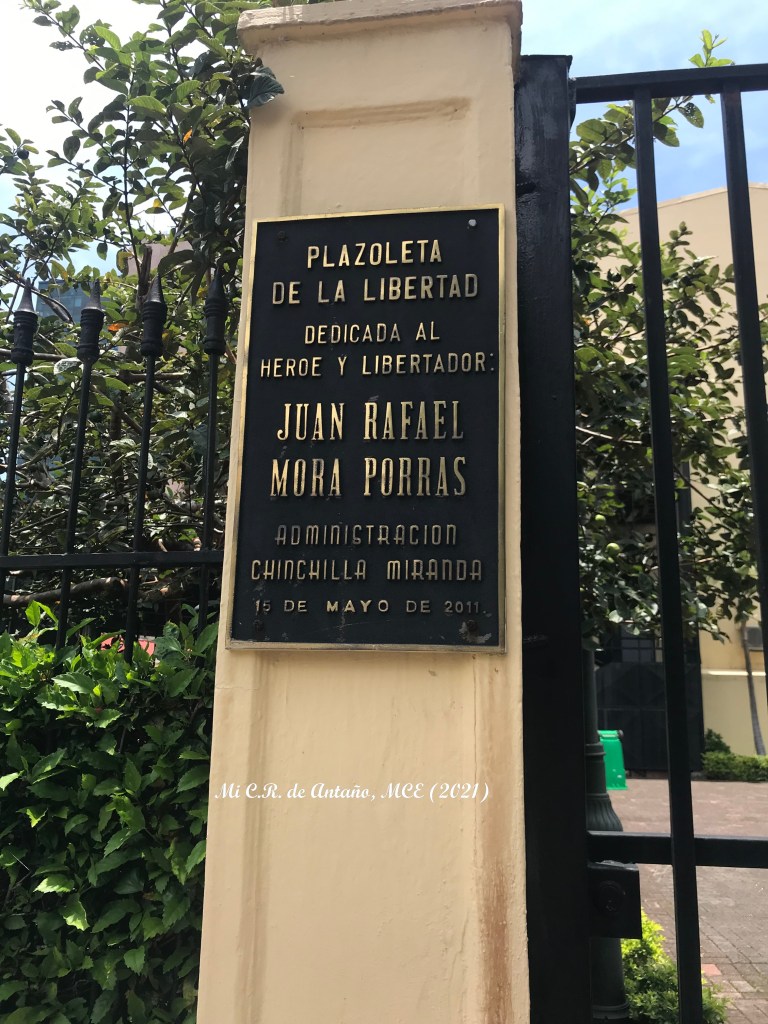 PLAZOLETA
DE LA LIBERTAD
DEDICADA AL
HEROE Y LIBERTADOR:
JUAN RAFAEL
MORA PORRAS
ADMINISTRACION
CHINCHILLA MIRANDA
15 DE MAYO DE 2011.
Mi C.R. de Antaño, MCE (2021)